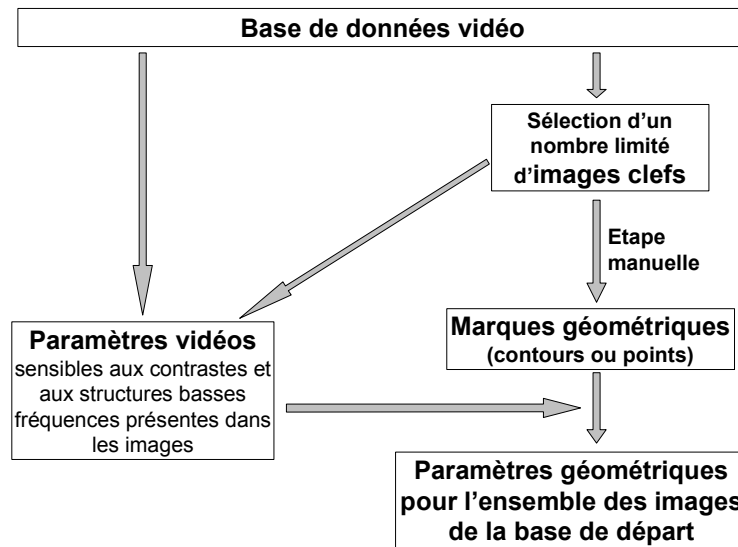 Base de données vidéo
Sélection d’un
nombre limité
d’images clefs
Etape
manuelle
Paramètres vidéos
sensibles aux contrastes et
aux structures basses
fréquences présentes dans
les images
Marques géométriques
(contours ou points)
Paramètres géométriques
pour l’ensemble des images
de la base de départ